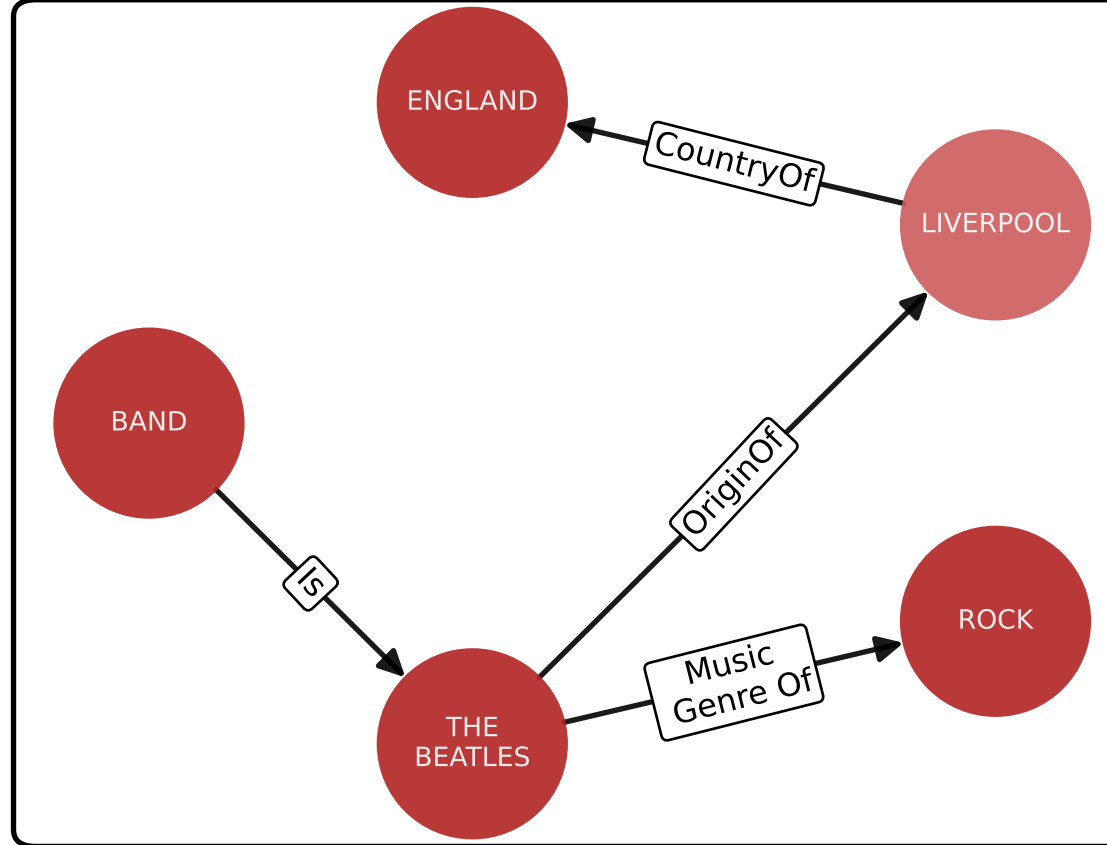 ENGLAND
CountryOf
LIVERPOOL
BAND
OriginOf
Is
ROCK
Music
Genre Of
THE
BEATLES